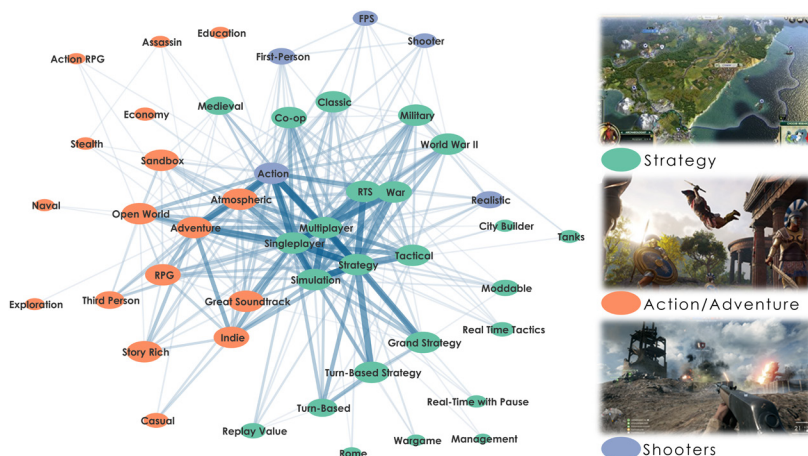 FPS
Education
Assassin
Shooter
Action RPG
First-Person
Medieval
Classic
Economy
Co-op
Military
Stealth
World War II
Sandbox
Strategy
Action
RTS
War
Atmospheric
Realistic
Naval
Open World
Adventure
Multiplayer
City Builder
Tanks
Singleplayer
Tactical
Strategy
RPG
Simulation
Moddable
Exploration
Third Person
Great Soundtrack
Action/Adventure
Real Time Tactics
Indie
Grand Strategy
Story Rich
Turn-Based Strategy
Real-Time with Pause
Turn-Based
Casual
Replay Value
Wargame
Management
Rome
Shooters